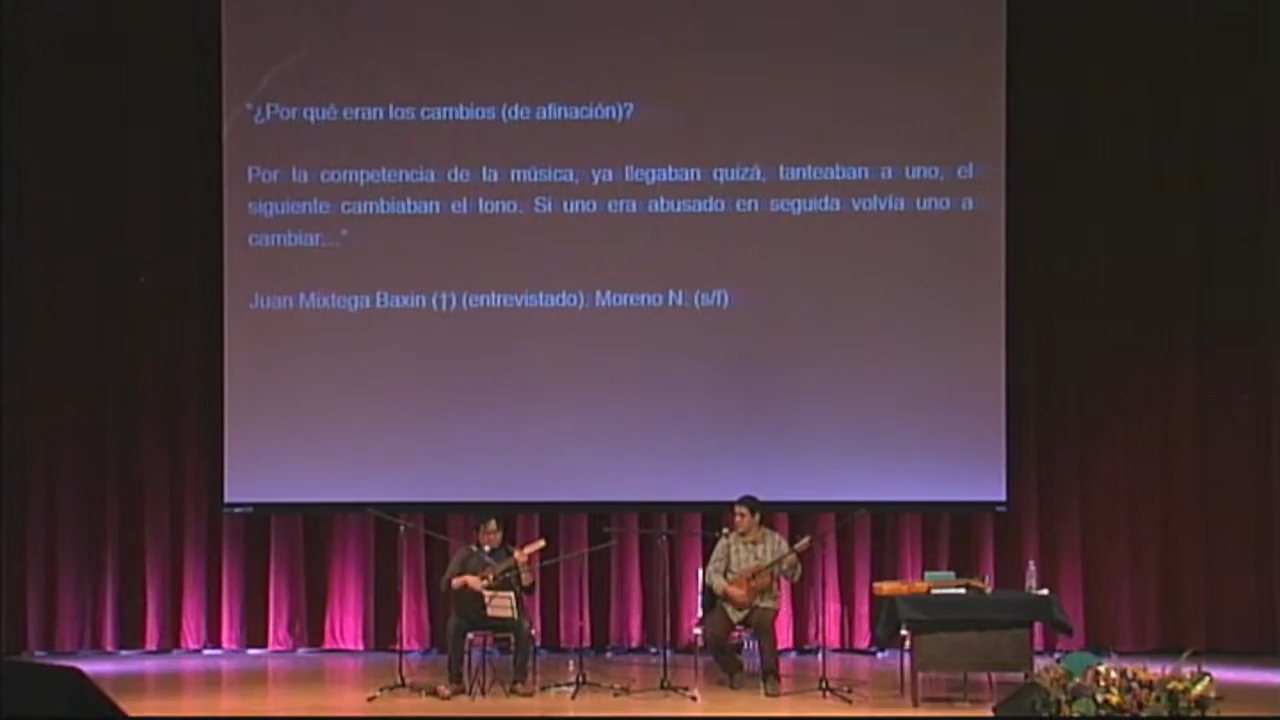 "¿Por qué eran los cambios (de afinación)?
Por la competencia de la música, ya llegaban quizá, tanteaban a uno, el
siguiente cambiaban el tono. Si uno era abusado en seguida volvía uno a
cambiar..."
Juan Mixtega Baxin (†) (entrevistado). Moreno N. (s/f)